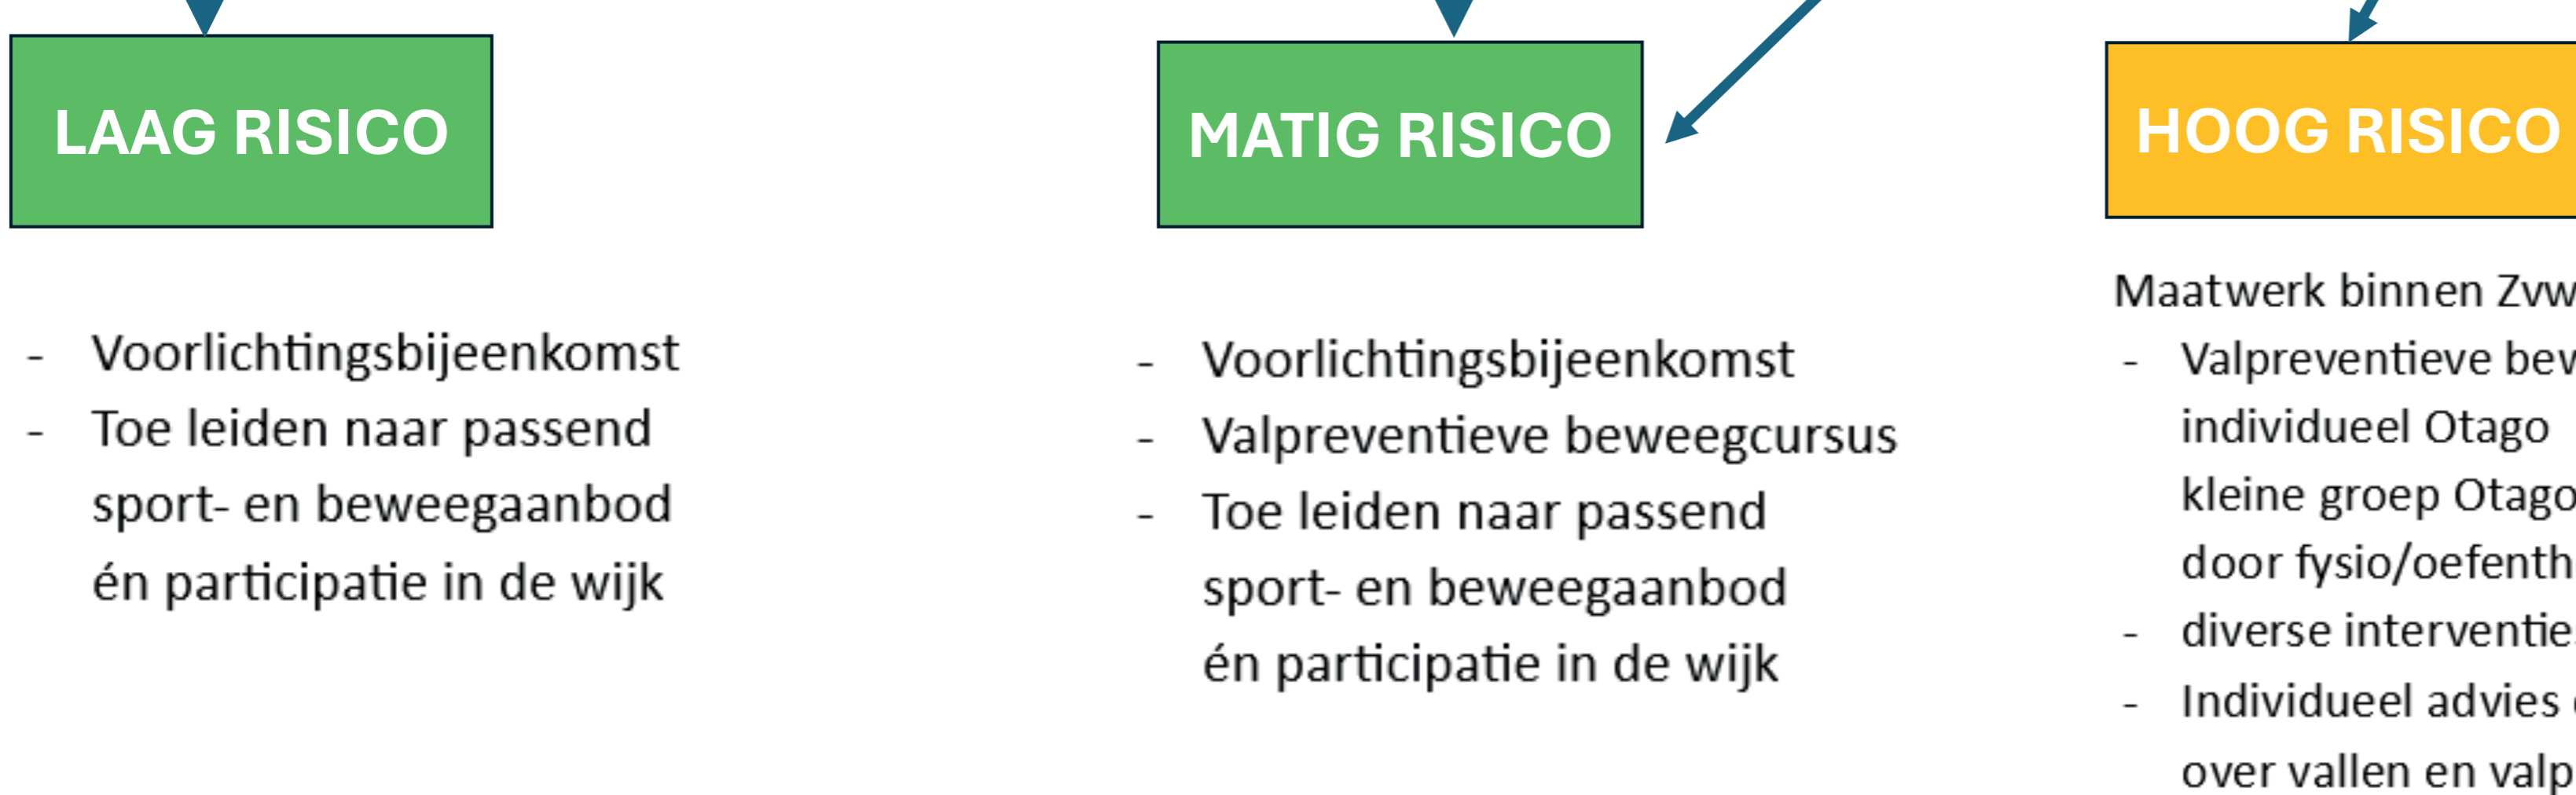 LAAG RISICO
- Voorlichtingsbijeenkomst
- Toe leiden naar passend
sport- en beweegaanbod
én participatie in de wijk
MATIG RISICO
- Voorlichtingsbijeenkomst
- Valpreventieve beweegcursus
- Toe leiden naar passend
sport- en beweegaanbod
én participatie in de wijk
HOOG RISICO
Maatwerk binnen Zvw
- Valpreventieve
individueel Otago
kleine groep Otago
door
- diverse
- Individueel advies
over vallen en